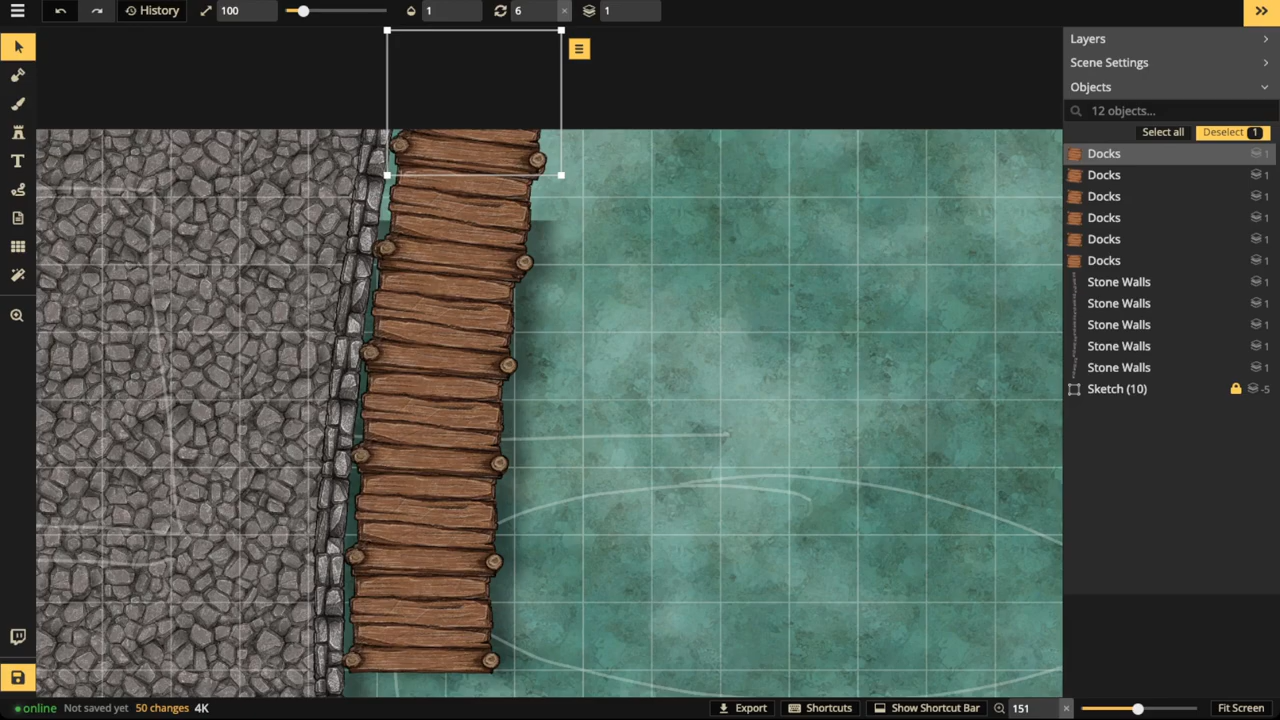 History 100 1 6 × 1
Layers
Scene Settings
Objects
12 objects...
Select all Deselect 1
Docks 1
Docks 1
Docks 1
Docks 1
Docks 1
Docks 1
Stone Walls 1
Stone Walls 1
Stone Walls 1
Stone Walls 1
Stone Walls 1
Sketch (10) -5
online Not saved yet 50 changes 4K Export Shortcuts Show Shortcut Bar 151 × Fit Screen